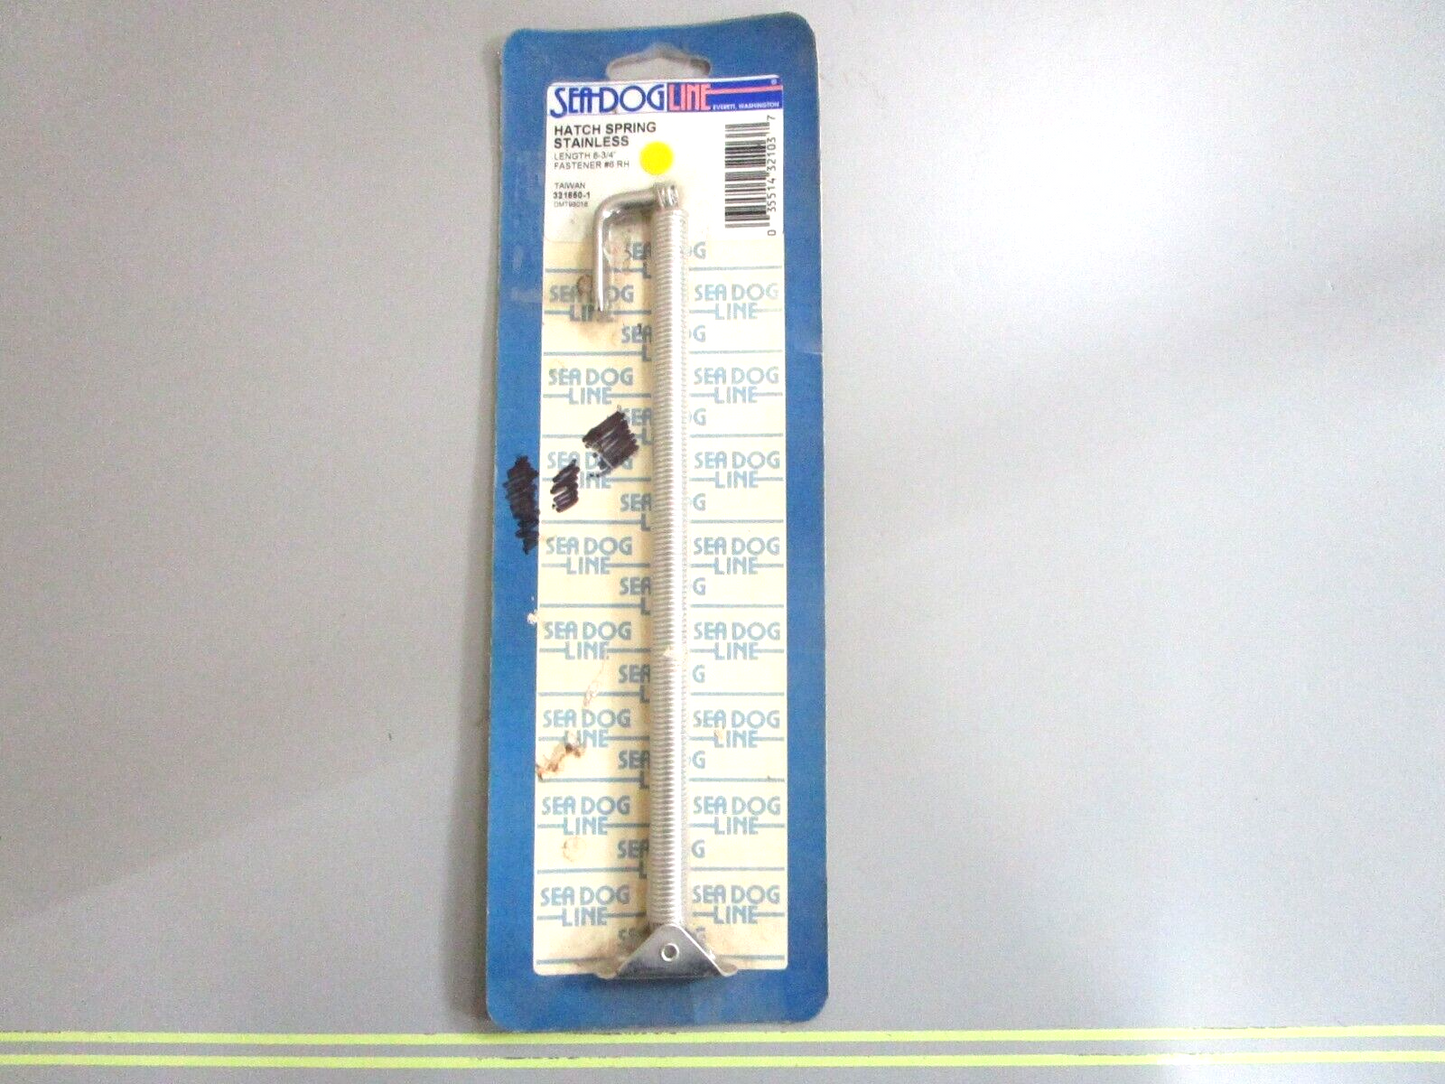 SEA-DOG LINE ®
EVERETT, WASHINGTON
HATCH SPRING
STAINLESS
LENGTH 8-3/4"
FASTENER #6 RH
TAIWAN
321650-1
0 35514 32103 7
SEA DOG
LINE
SEA DOG
LINE
SEA DOG
LINE
SEA DOG
LINE
SEA DOG
LINE
SEA DOG
LINE
SEA DOG
LINE
SEA DOG
LINE
SEA DOG
LINE
SEA DOG
LINE
SEA DOG
LINE
SEA DOG
LINE
SEA DOG
LINE
SEA DOG
LINE
SEA DOG
LINE
SEA DOG
LINE